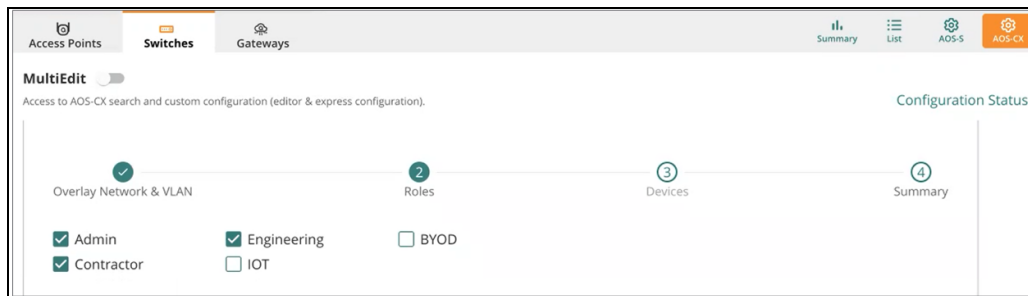 Access Points Switches Gateways Summary List AOS-S AOS-CX
MultiEdit
Access to AOS-CX search and custom configuration (editor & express configuration). Configuration Status
2 3 4
Overlay Network & VLAN Roles Devices Summary
Admin Engineering BYOD
Contractor IOT